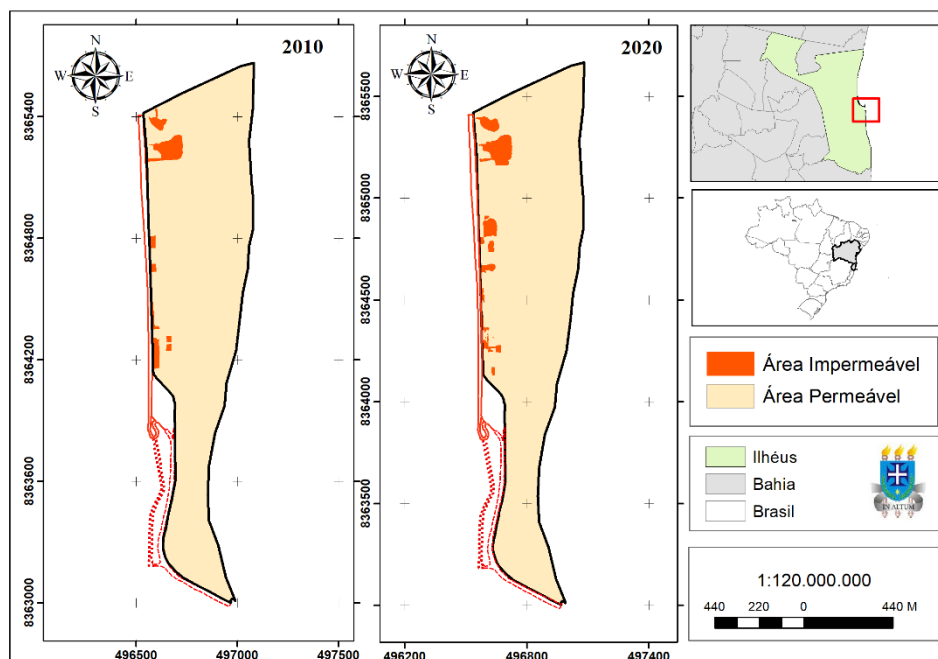 2010
N
W E
S
8355400
8364800
8364200
8363600
8363000
496500 497000 497500
2020
N
W E
S
8365500
8365000
8364500
8364000
8363500
496200 496800 497400
Área Impermeável
Área Permeável
Ilhéus
Bahia
Brasil
IN ALTUM
1:120.000.000
440 220 0 440 M